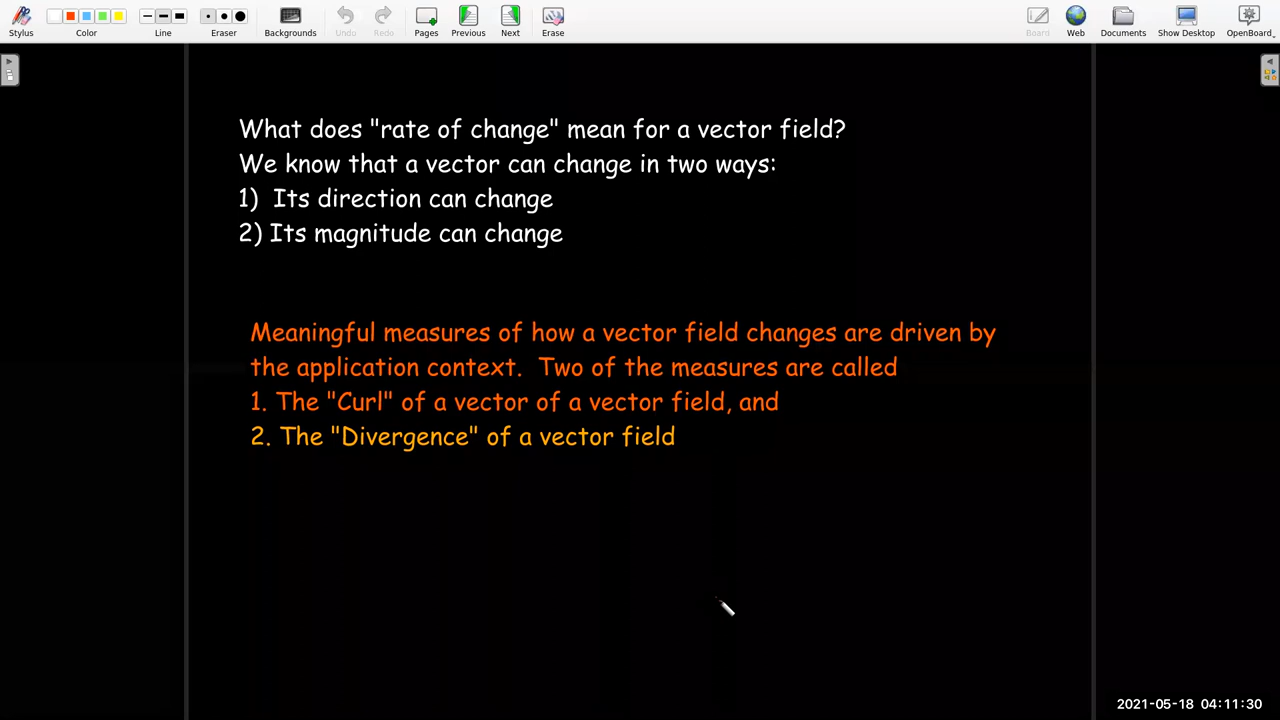 Stylus
Color
Line
Eraser
Backgrounds
Undo
Redo
Pages
Previous
Next
Erase
Board
Web
Documents
Show Desktop
OpenBoard
What does "rate of change" mean for a vector field?
We know that a vector can change in two ways:
1) Its direction can change
2) Its magnitude can change
Meaningful measures of how a vector field changes are driven by
the application context. Two of the measures are called
1. The "Curl" of a vector of a vector field, and
2. The "Divergence" of a vector field
2021-05-18 04:11:30